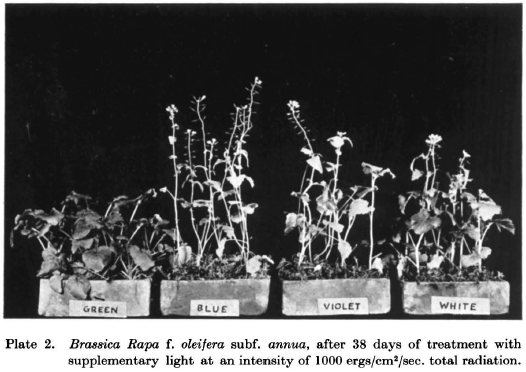 GREEN
BLUE
VIOLET
WHITE
Plate 2. Brassica Rapa f. oleifera subf. annua, after 38 days of treatment with
supplementary light at an intensity of 1000 ergs/cm²/sec. total radiation.